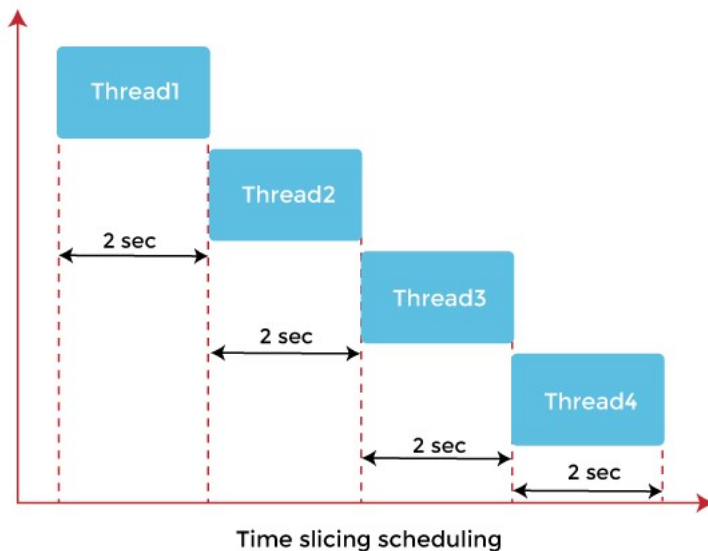 Thread1
Thread2
2 sec
Thread3
2 sec
Thread4
2 sec
2 sec
Time slicing scheduling